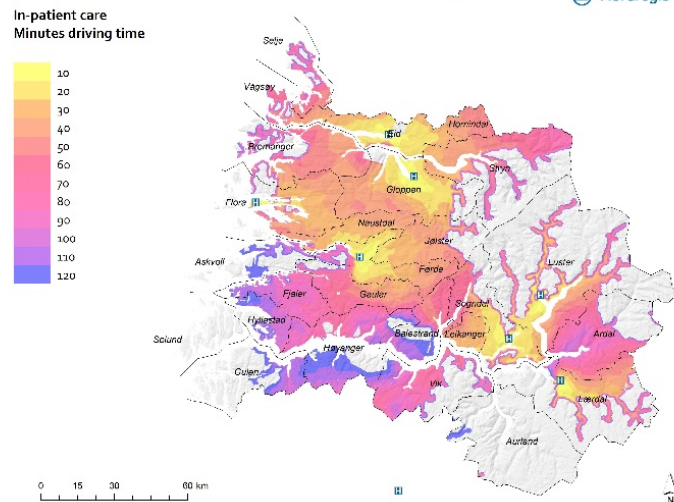 In-patient care
Minutes driving time
10
20
30
40
50
60
70
80
90
100
110
120
Selje
Vågsøy
Bremanger
Eid
Hornindal
Stryn
Gloppen
Flora
Naustdal
Jølster
Askvoll
Førde
Luster
Fjaler
Gauler
Sogndal
Hyllestad
Solund
Balestrand
Leikanger
Årdal
Høyanger
Gulen
Vik
Lærdal
Aurland
H
H
H
H
H
H
H
H
0 15 30 60 km
N